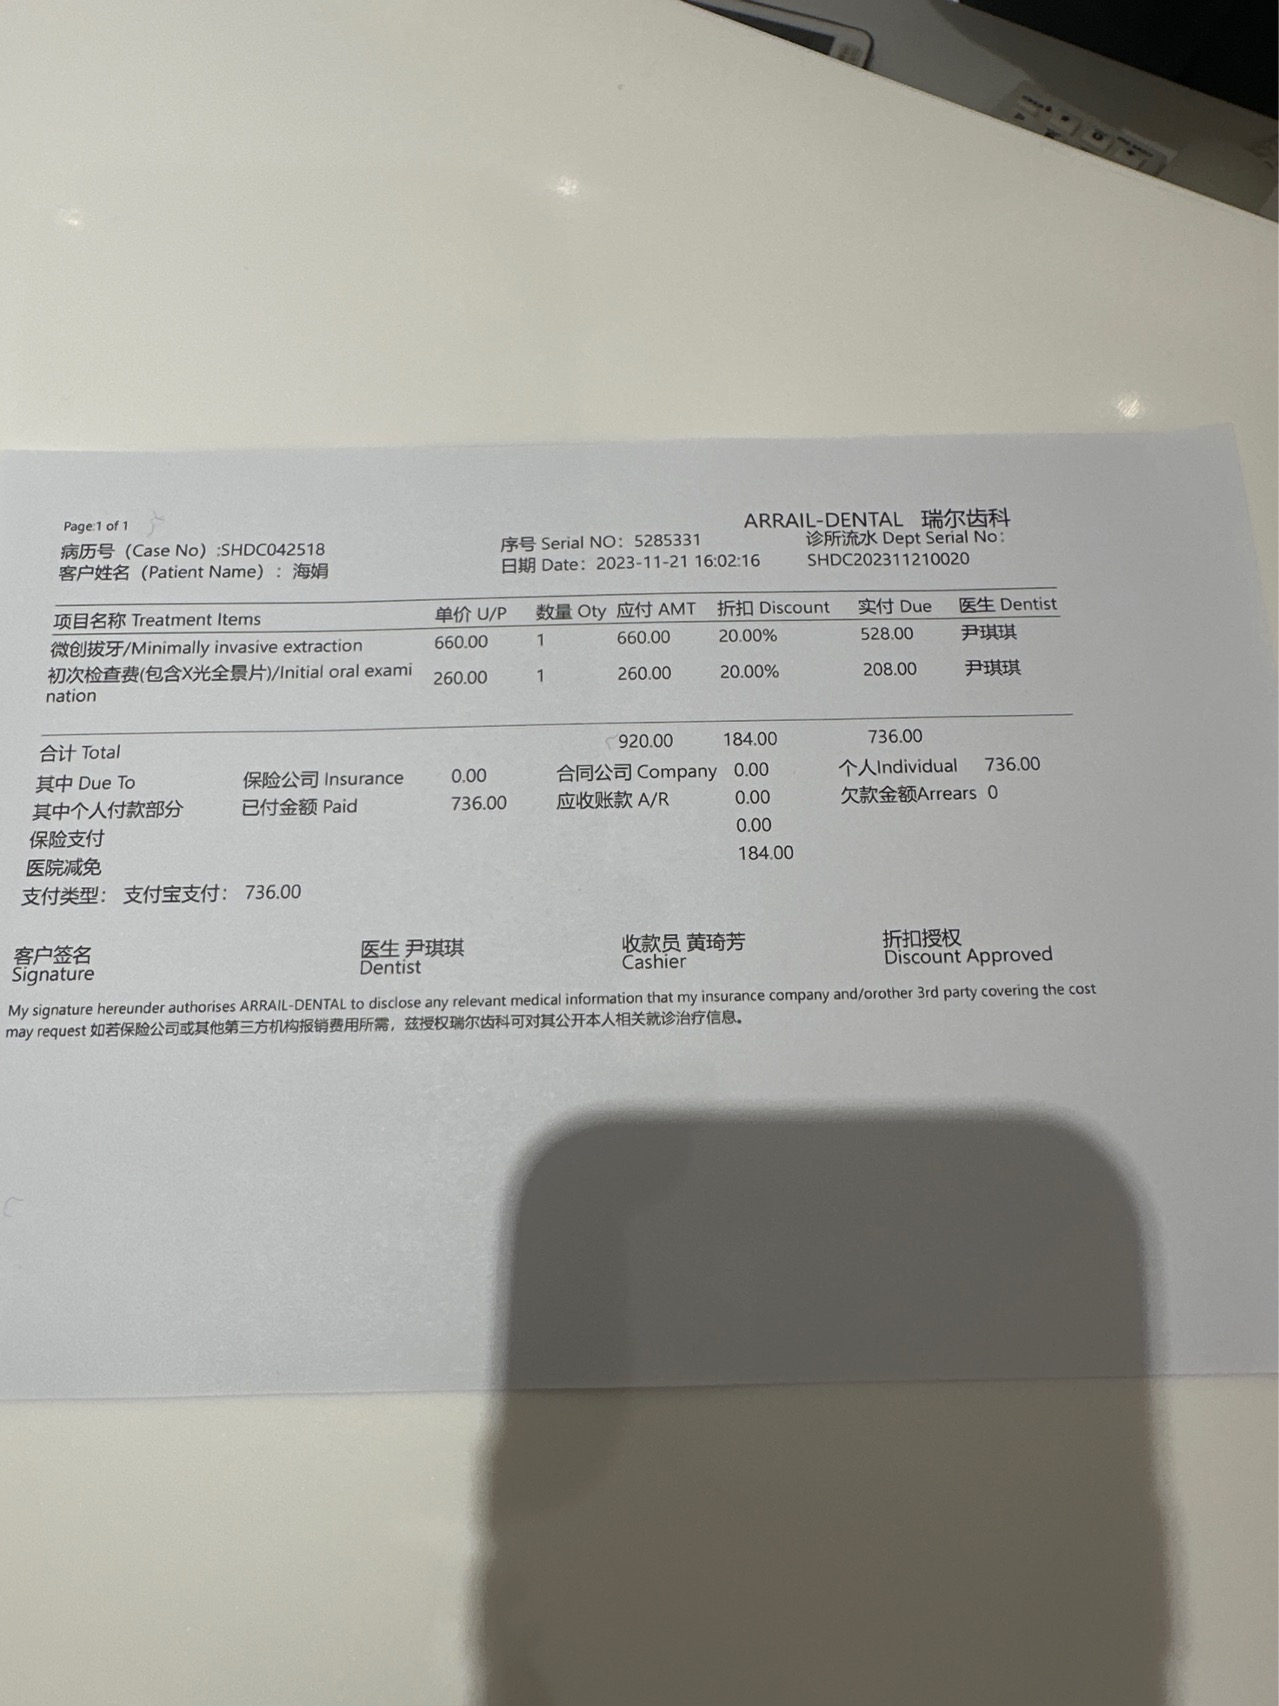 Page:1 of 1
ARRAIL-DENTAL 瑞尔齿科
病历号（Case No）:SHDC042518 序号 Serial NO：5285331 诊所流水 Dept Serial No：
客户姓名（Patient Name）：海娟 日期 Date：2023-11-21 16:02:16 SHDC202311210020
项目名称 Treatment Items 单价 U/P 数量 Qty 应付 AMT 折扣 Discount 实付 Due 医生 Dentist
微创拔牙/Minimally invasive extraction 660.00 1 660.00 20.00% 528.00 尹琪琪
初次检查费(包含X光全景片)/Initial oral exami 260.00 1 260.00 20.00% 208.00 尹琪琪
nation
合计 Total 920.00 184.00 736.00
其中 Due To 保险公司 Insurance 0.00 合同公司 Company 0.00 个人Individual 736.00
其中个人付款部分 已付金额 Paid 736.00 应收账款 A/R 0.00 欠款金额Arrears 0
保险支付 0.00
医院减免 184.00
支付类型： 支付宝支付： 736.00
客户签名 医生 尹琪琪 收款员 黄琦芳 折扣授权
Signature Dentist Cashier Discount Approved
My signature hereunder authorises ARRAIL-DENTAL to disclose any relevant medical information that my insurance company and/orother 3rd party covering the cost
may request 如若保险公司或其他第三方机构报销费用所需，兹授权瑞尔齿科可对其公开本人相关就诊治疗信息。